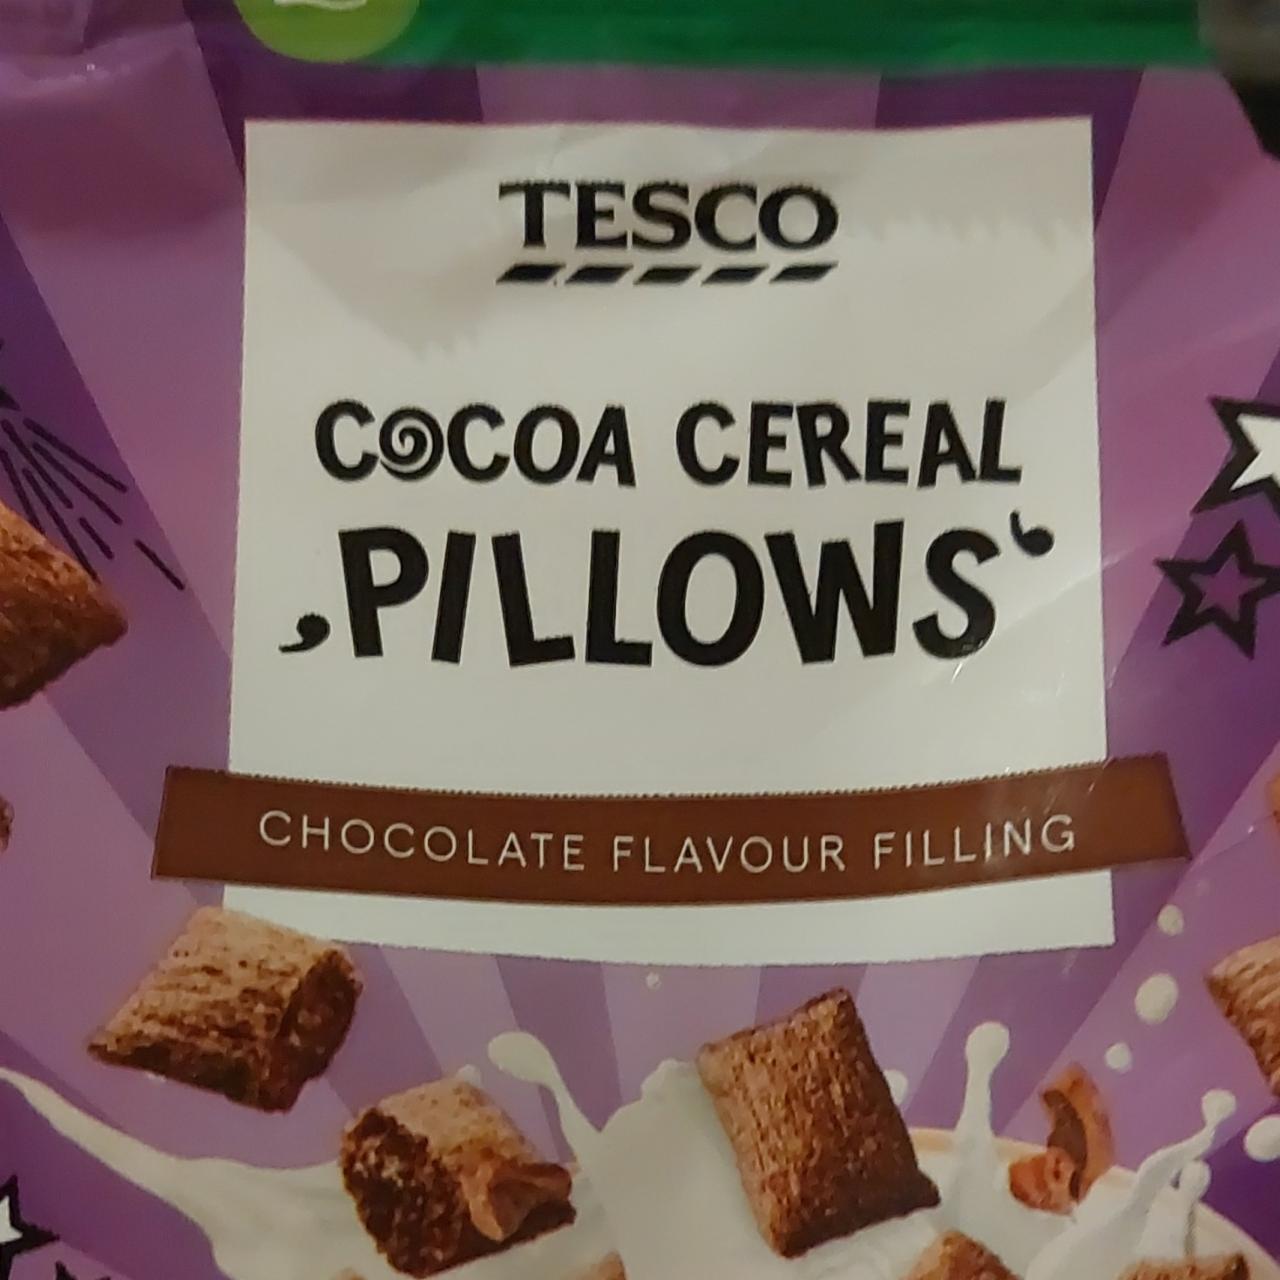 TESCO
COCOA CEREAL
,PILLOWS‘
CHOCOLATE FLAVOUR FILLING